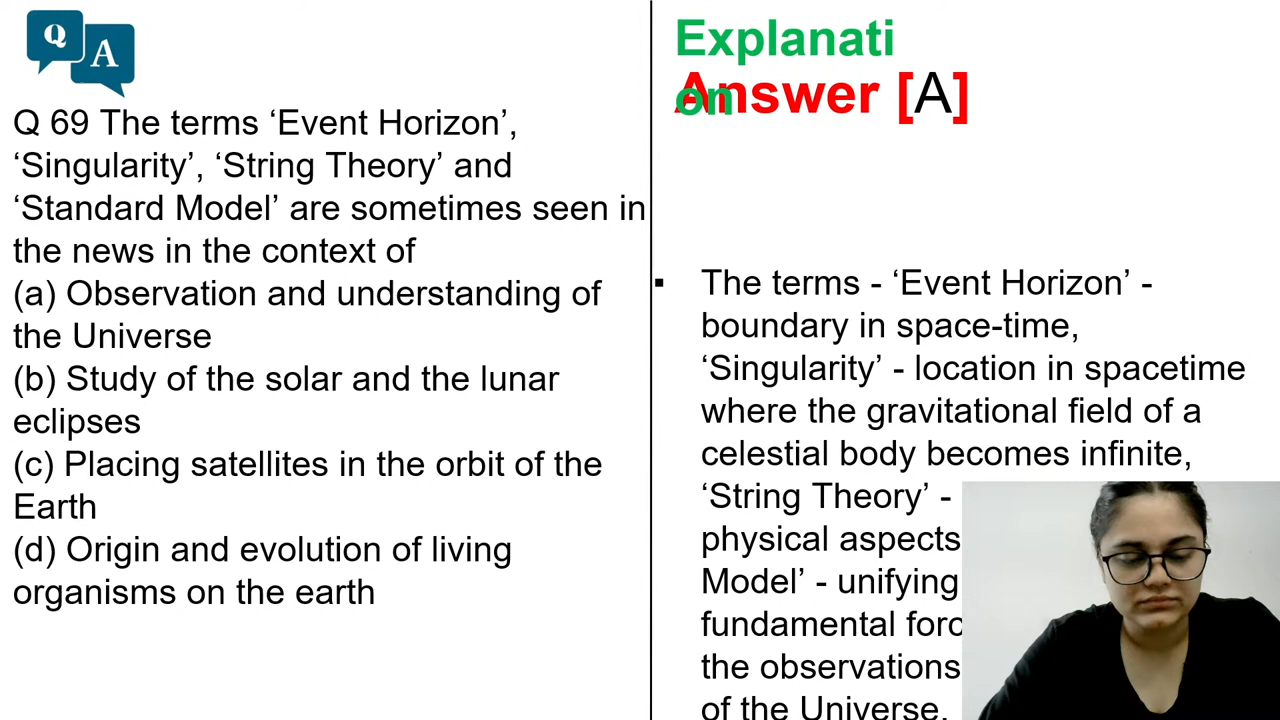 Q
A
Q 69 The terms ‘Event Horizon’,
‘Singularity’, ‘String Theory’ and
‘Standard Model’ are sometimes seen in
the news in the context of
(a) Observation and understanding of
the Universe
(b) Study of the solar and the lunar
eclipses
(c) Placing satellites in the orbit of the
Earth
(d) Origin and evolution of living
organisms on the earth
Explanati
on
Answer [A]
▪ The terms - ‘Event Horizon’ -
boundary in space-time,
‘Singularity’ - location in spacetime
where the gravitational field of a
celestial body becomes infinite,
‘String Theory’ -
physical aspects
Model’ - unifying
fundamental forc
the observations
of the Universe.